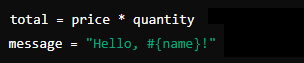 total = price * quantity
message = "Hello, #{name}!"